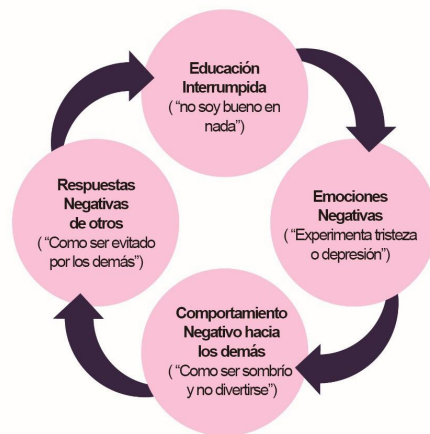 Educación
Interrumpida
( “no soy bueno en
nada”)
Emociones
Negativas
( “Experimenta tristeza
o depresión”)
Comportamiento
Negativo hacia
los demás
( “Como ser sombrío
y no divertirse”)
Respuestas
Negativas
de otros
( “Como ser evitado
por los demás”)